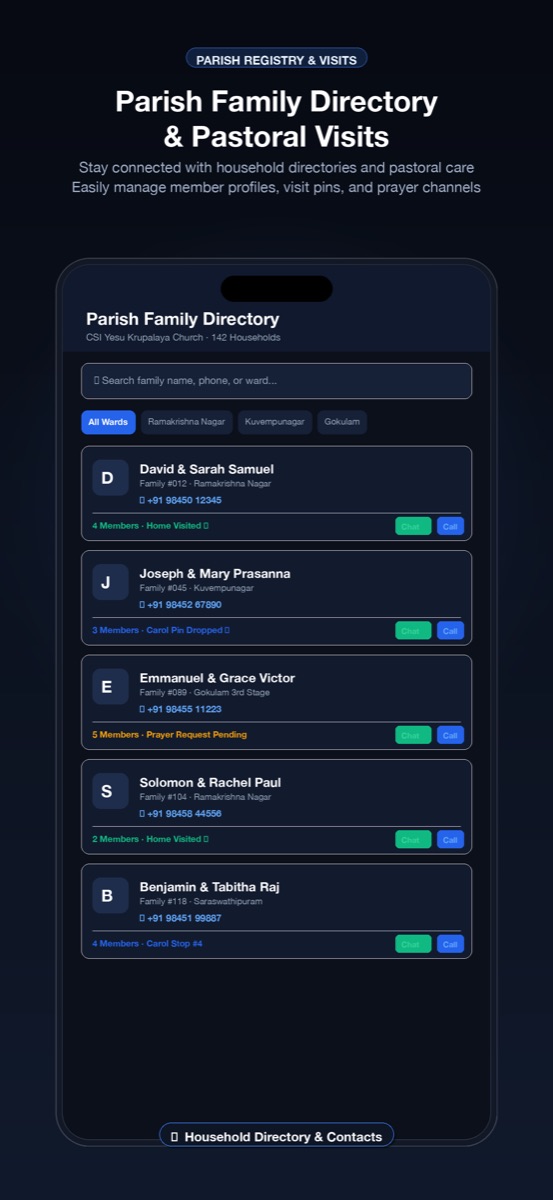 PARISH REGISTRY & VISITS
Parish Family Directory
& Pastoral Visits
Stay connected with household directories and pastoral care
Easily manage member profiles, visit pins, and prayer channels
Parish Family Directory
CSI Yesu Krupalaya Church · 142 Households
Search family name, phone, or ward...
All Wards Ramakrishna Nagar Kuvempunagar Gokulam
D
David & Sarah Samuel
Family #012 · Ramakrishna Nagar
+91 98450 12345
4 Members · Home Visited
Chat Call
J
Joseph & Mary Prasanna
Family #045 · Kuvempunagar
+91 98452 67890
3 Members · Carol Pin Dropped
Chat Call
E
Emmanuel & Grace Victor
Family #089 · Gokulam 3rd Stage
+91 98455 11223
5 Members · Prayer Request Pending
Chat Call
S
Solomon & Rachel Paul
Family #104 · Ramakrishna Nagar
+91 98458 44556
2 Members · Home Visited
Chat Call
B
Benjamin & Tabitha Raj
Family #118 · Saraswathipuram
+91 98451 99887
4 Members · Carol Stop #4
Chat Call
Household Directory & Contacts